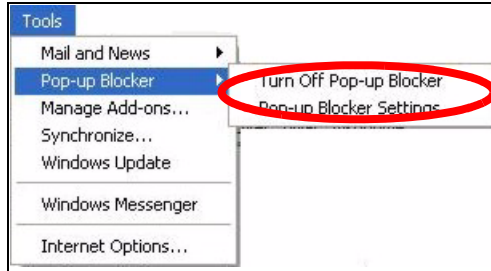 Tools
Mail and News
Pop-up Blocker
Turn Off Pop-up Blocker
Manage Add-ons...
Pop-up Blocker Settings
Synchronize...
Windows Update
Windows Messenger
Internet Options...